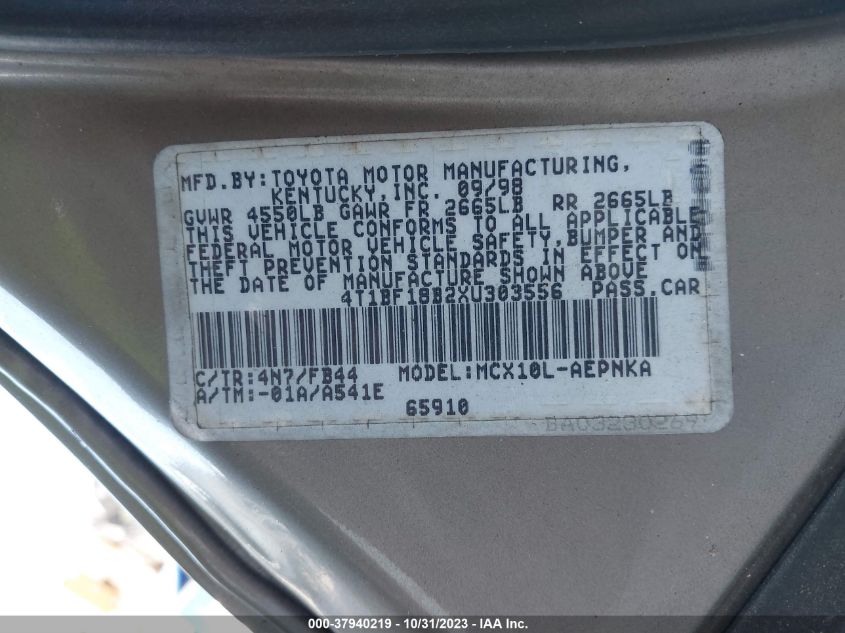 MFD.BY:TOYOTA MOTOR MANUFACTURING,
KENTUCKY,INC. 09/98
GVWR 4550LB GAWR FR 2665LB RR 2665LB
THIS VEHICLE CONFORMS TO ALL APPLICABLE
FEDERAL MOTOR VEHICLE SAFETY,BUMPER AND
THEFT PREVENTION STANDARDS IN EFFECT ON
THE DATE OF MANUFACTURE SHOWN ABOVE
4T1BF18B2XU303556 PASS.CAR
C/TR:4N7/FB44 MODEL:MCX10L-AEPNKA
A/TM:-01A/A541E
65910
BA03230269
000-37940219 - 10/31/2023 - IAAI.com